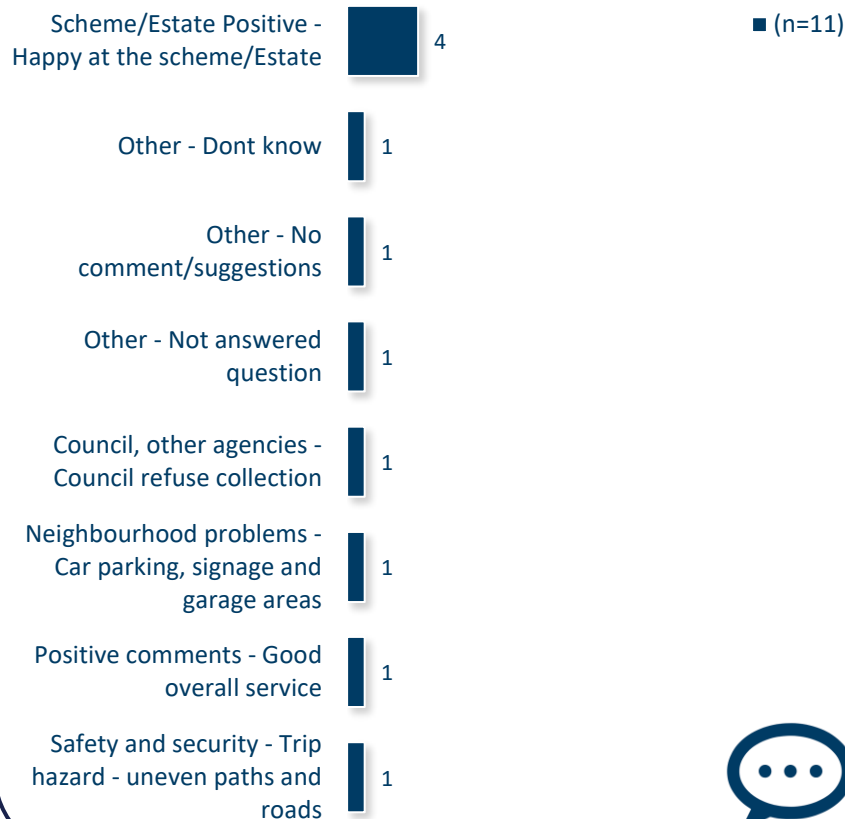 Scheme/Estate Positive -
Happy at the scheme/Estate
4
(n=11)
Other - Dont know
1
Other - No
comment/suggestions
1
Other - Not answered
question
1
Council, other agencies -
Council refuse collection
1
Neighbourhood problems -
Car parking, signage and
garage areas
1
Positive comments - Good
overall service
1
Safety and security - Trip
hazard - uneven paths and
roads
1